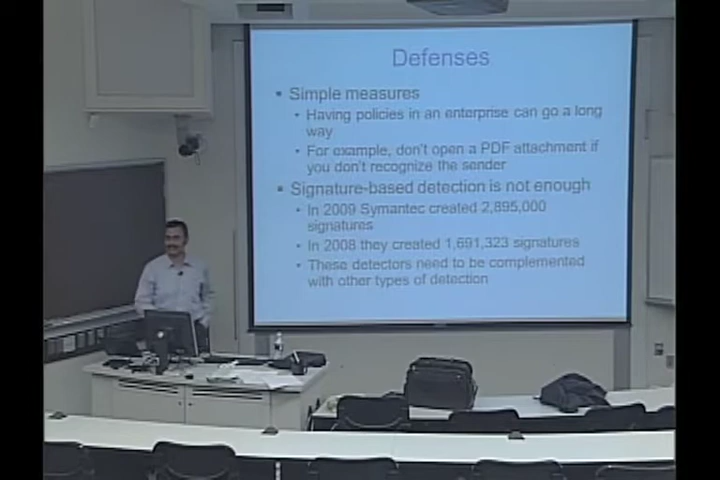 Defenses
Simple measures
Having policies in an enterprise can go a long
way
For example, don't open a PDF attachment if
you don't recognize the sender
Signature-based detection is not enough
In 2009 Symantec created 2,895,000
signatures
In 2008 they created 1,691,323 signatures
These detectors need to be complemented
with other types of detection